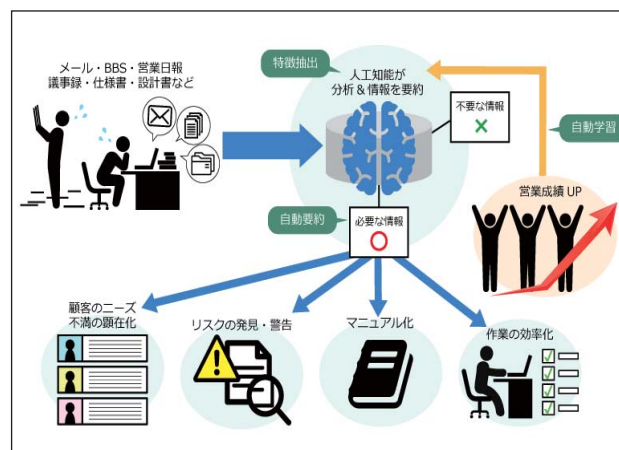 メール・BBS・営業日報
議事録・仕様書・設計書など
特徴抽出
人工知能が
分析 & 情報を要約
不要な情報
自動学習
営業成績 UP
自動要約
必要な情報
顧客のニーズ
不満の顕在化
リスクの発見・警告
マニュアル化
作業の効率化